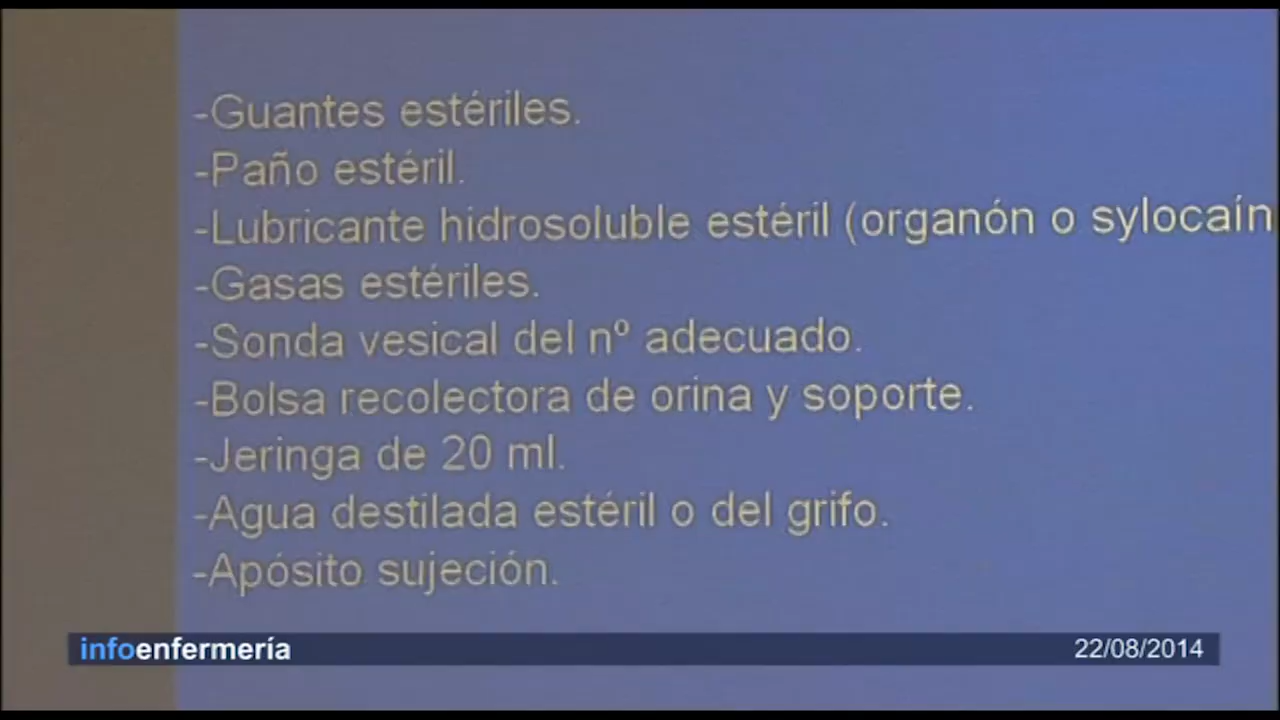 -Guantes estériles.
-Paño estéril.
-Lubricante hidrosoluble estéril (organón o sylocaín
-Gasas estériles.
-Sonda vesical del nº adecuado.
-Bolsa recolectora de orina y soporte.
-Jeringa de 20 ml.
-Agua destilada estéril o del grifo.
-Apósito sujeción.
infoenfermería 22/08/2014